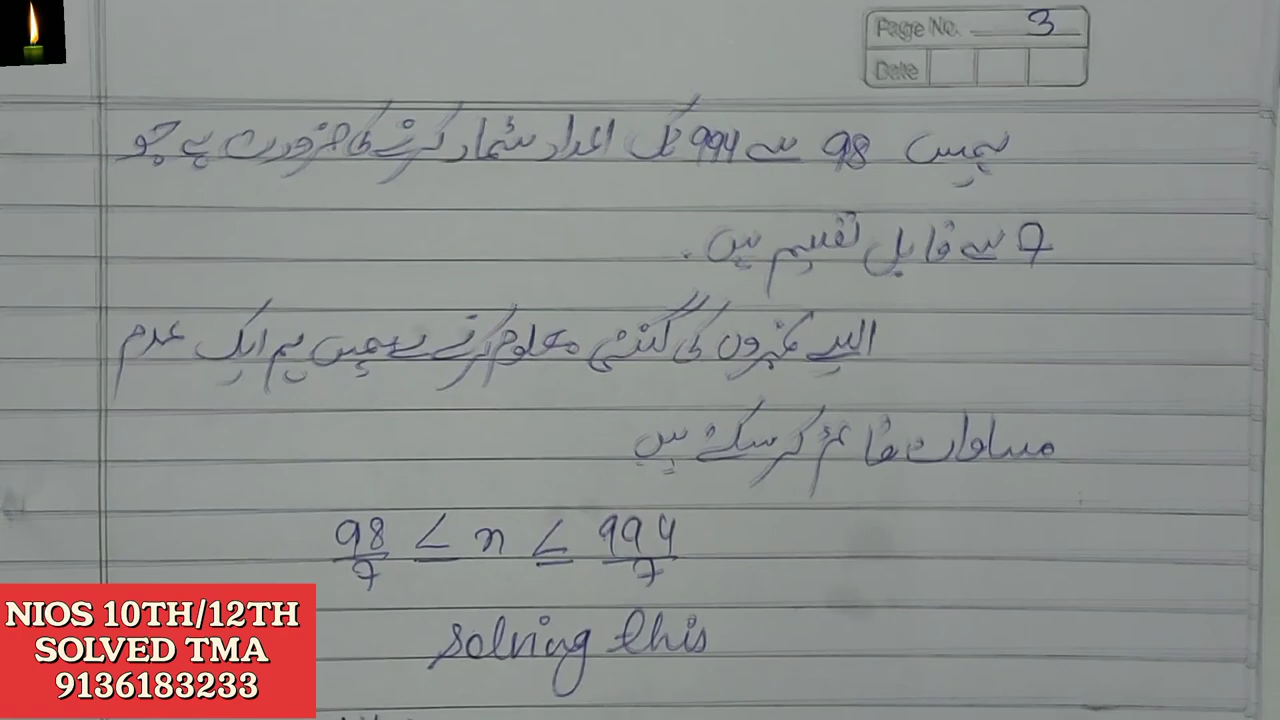 Page No. 3
Date
ہمیں 98 سے 994 تک اعداد شمار کرنے کی ضرورت ہے جو
7 سے قابل تقسیم ہیں.
ایسے نمبروں کی گنتی معلوم کرنے ہمیں ہم ایک عدم
مساوات قائم کر سکتے ہیں
98/7 ≤ n ≤ 994/7
solving this
NIOS 10TH/12TH
SOLVED TMA
9136183233